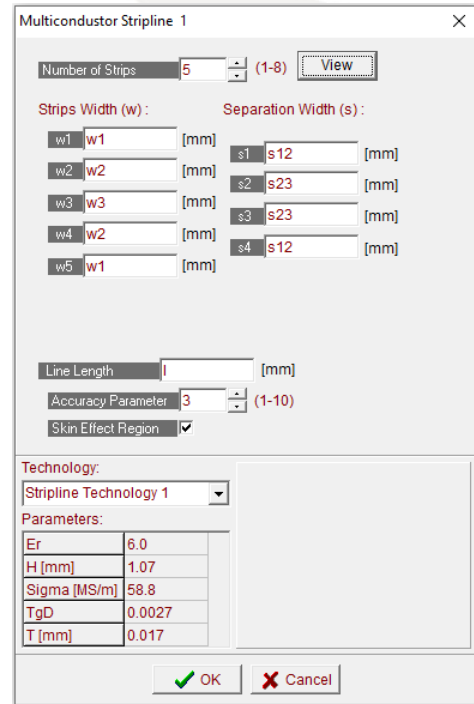 Multicondustor Stripline 1
Number of Strips 5 (1-8) View
Strips Width (w) : Separation Width (s) :
w1 w1 [mm]
s1 s12 [mm]
w2 w2 [mm]
s2 s23 [mm]
w3 w3 [mm]
s3 s23 [mm]
w4 w2 [mm]
s4 s12 [mm]
w5 w1 [mm]
Line Length l [mm]
Accuracy Parameter 3 (1-10)
Skin Effect Region
Technology:
Stripline Technology 1
Parameters:
Er 6.0
H [mm] 1.07
Sigma [MS/m] 58.8
TgD 0.0027
T [mm] 0.017
OK Cancel